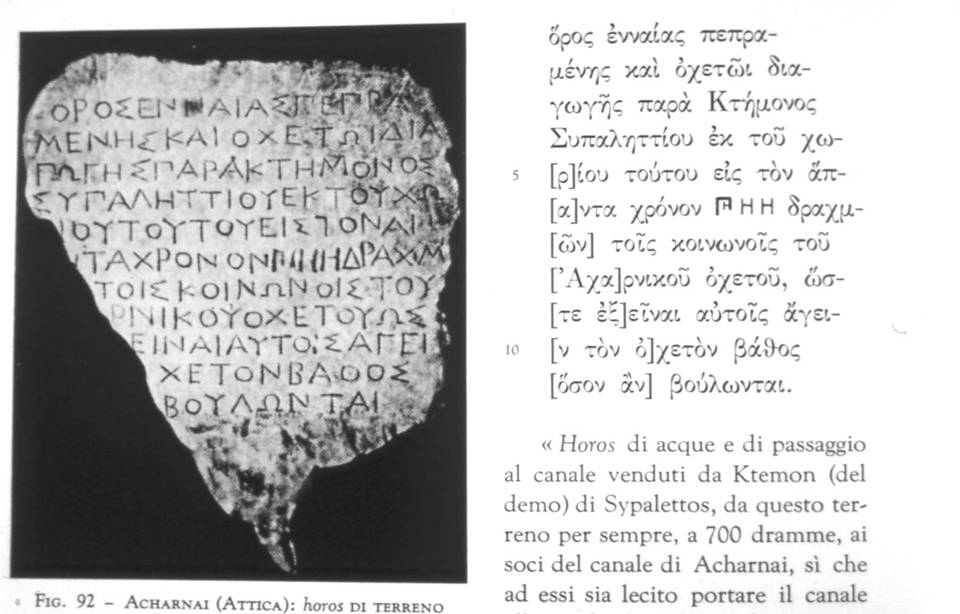 ΟΡΟΣΕΝΝΑΙΑΣΠΕΠΡΑ
ΜΕΝΗΣΚΑΙΟΧΕΤΩΙΔΙΑ
ΓΩΓΗΣΠΑΡΑΚΤΗΜΟΝΟΣ
ΣΥΠΑΛΗΤΤΙΟΥΕΚΤΟΥΧΩ
ΙΟΥΤΟΥΤΟΥΕΙΣΤΟΝΑΠ
ΝΤΑΧΡΟΝΟΝ𐅅ΗΗΔΡΑΧΜ
ΤΟΙΣΚΟΙΝΩΝΟΙΣΤΟΥ
ΡΝΙΚΟΥΟΧΕΤΟΥΩΣ
ΕΙΝΑΙΑΥΤΟΙΣΑΓΕΙ
ΧΕΤΟΝΒΑΘΟΣ
ΒΟΥΛΩΝΤΑΙ
FIG. 92 – ACHARNAI (ATTICA): horos DI TERRENO
ὅρος ἐνναίας πεπρα-
μένης καὶ ὀχετῶι δια-
γωγῆς παρὰ Κτήμονος
Συπαληττίου ἐκ τοῦ χω-
5 [ρ]ίου τούτου εἰς τὸν ἅπ-
[α]ντα χρόνον 𐅅ΗΗ δραχμ-
[ῶν] τοῖς κοινωνοῖς τοῦ
[Ἀχα]ρνικοῦ ὀχετοῦ, ὥσ-
[τε ἐξ]εῖναι αὐτοῖς ἄγει-
10 [ν τὸν ὀ]χετὸν βάθος
[ὅσον ἂν] βούλωνται.
« Horos di acque e di passaggio
al canale venduti da Ktemon (del
demo) di Sypalettos, da questo ter-
reno per sempre, a 700 dramme, ai
soci del canale di Acharnai, sì che
ad essi sia lecito portare il canale